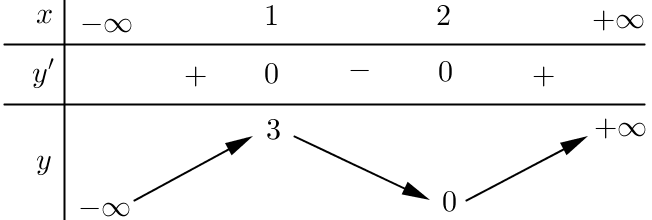 x −∞ 1 2 +∞
y′ + 0 − 0 +
3 +∞
y
−∞ 0